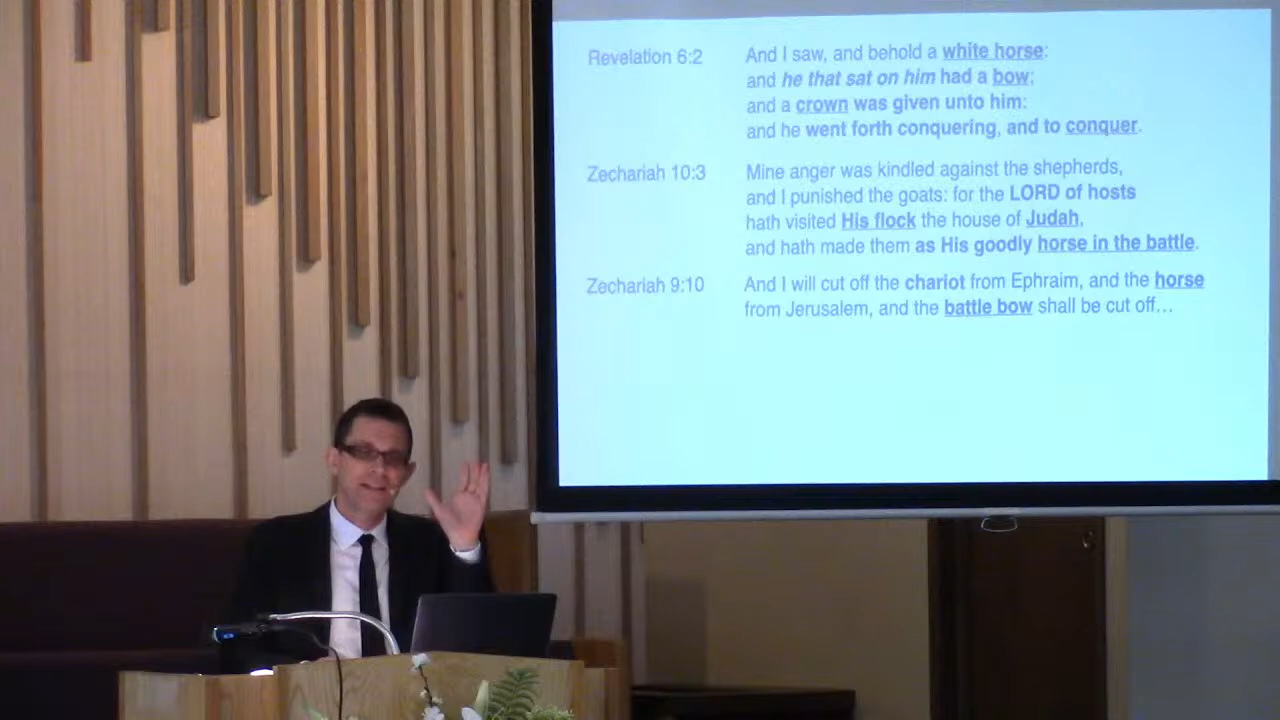 Revelation 6:2 And I saw, and behold a white horse:
and he that sat on him had a bow;
and a crown was given unto him:
and he went forth conquering, and to conquer.
Zechariah 10:3 Mine anger was kindled against the shepherds,
and I punished the goats: for the LORD of hosts
hath visited His flock the house of Judah,
and hath made them as His goodly horse in the battle.
Zechariah 9:10 And I will cut off the chariot from Ephraim, and the horse
from Jerusalem, and the battle bow shall be cut off…